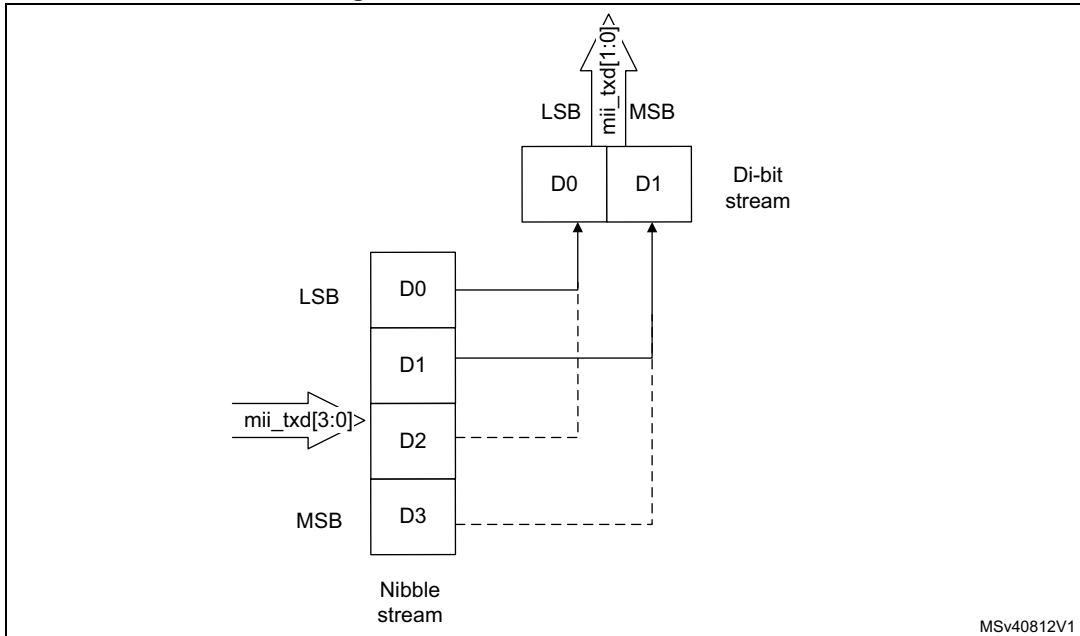 mii_txd[1:0]>
LSB
MSB
D0
D1
Di-bit
stream
LSB
D0
D1
mii_txd[3:0]>
D2
MSB
D3
Nibble
stream
MSv40812V1